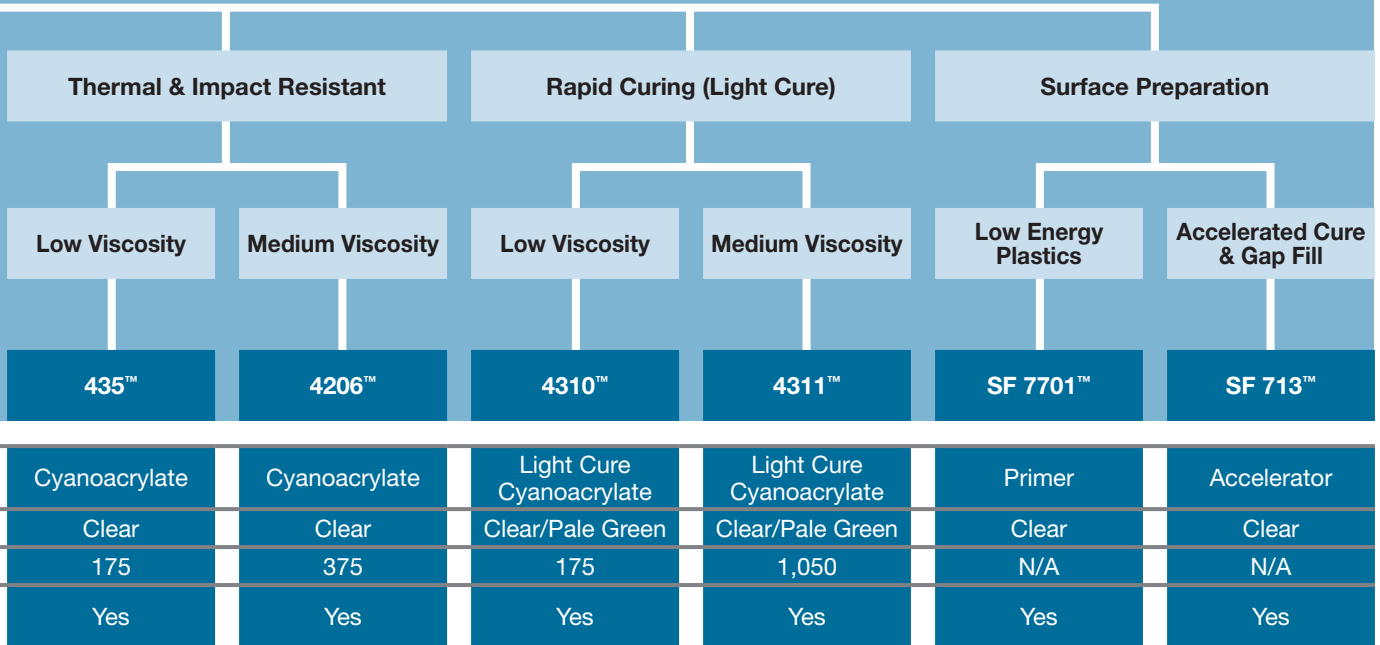 Thermal & Impact Resistant
Rapid Curing (Light Cure)
Surface Preparation
Low Viscosity
Medium Viscosity
Low Viscosity
Medium Viscosity
Low Energy
Plastics
Accelerated Cure
& Gap Fill
435™
4206™
4310™
4311™
SF 7701™
SF 713™
Cyanoacrylate
Cyanoacrylate
Light Cure
Cyanoacrylate
Light Cure
Cyanoacrylate
Primer
Accelerator
Clear
Clear
Clear/Pale Green
Clear/Pale Green
Clear
Clear
175
375
175
1,050
N/A
N/A
Yes
Yes
Yes
Yes
Yes
Yes